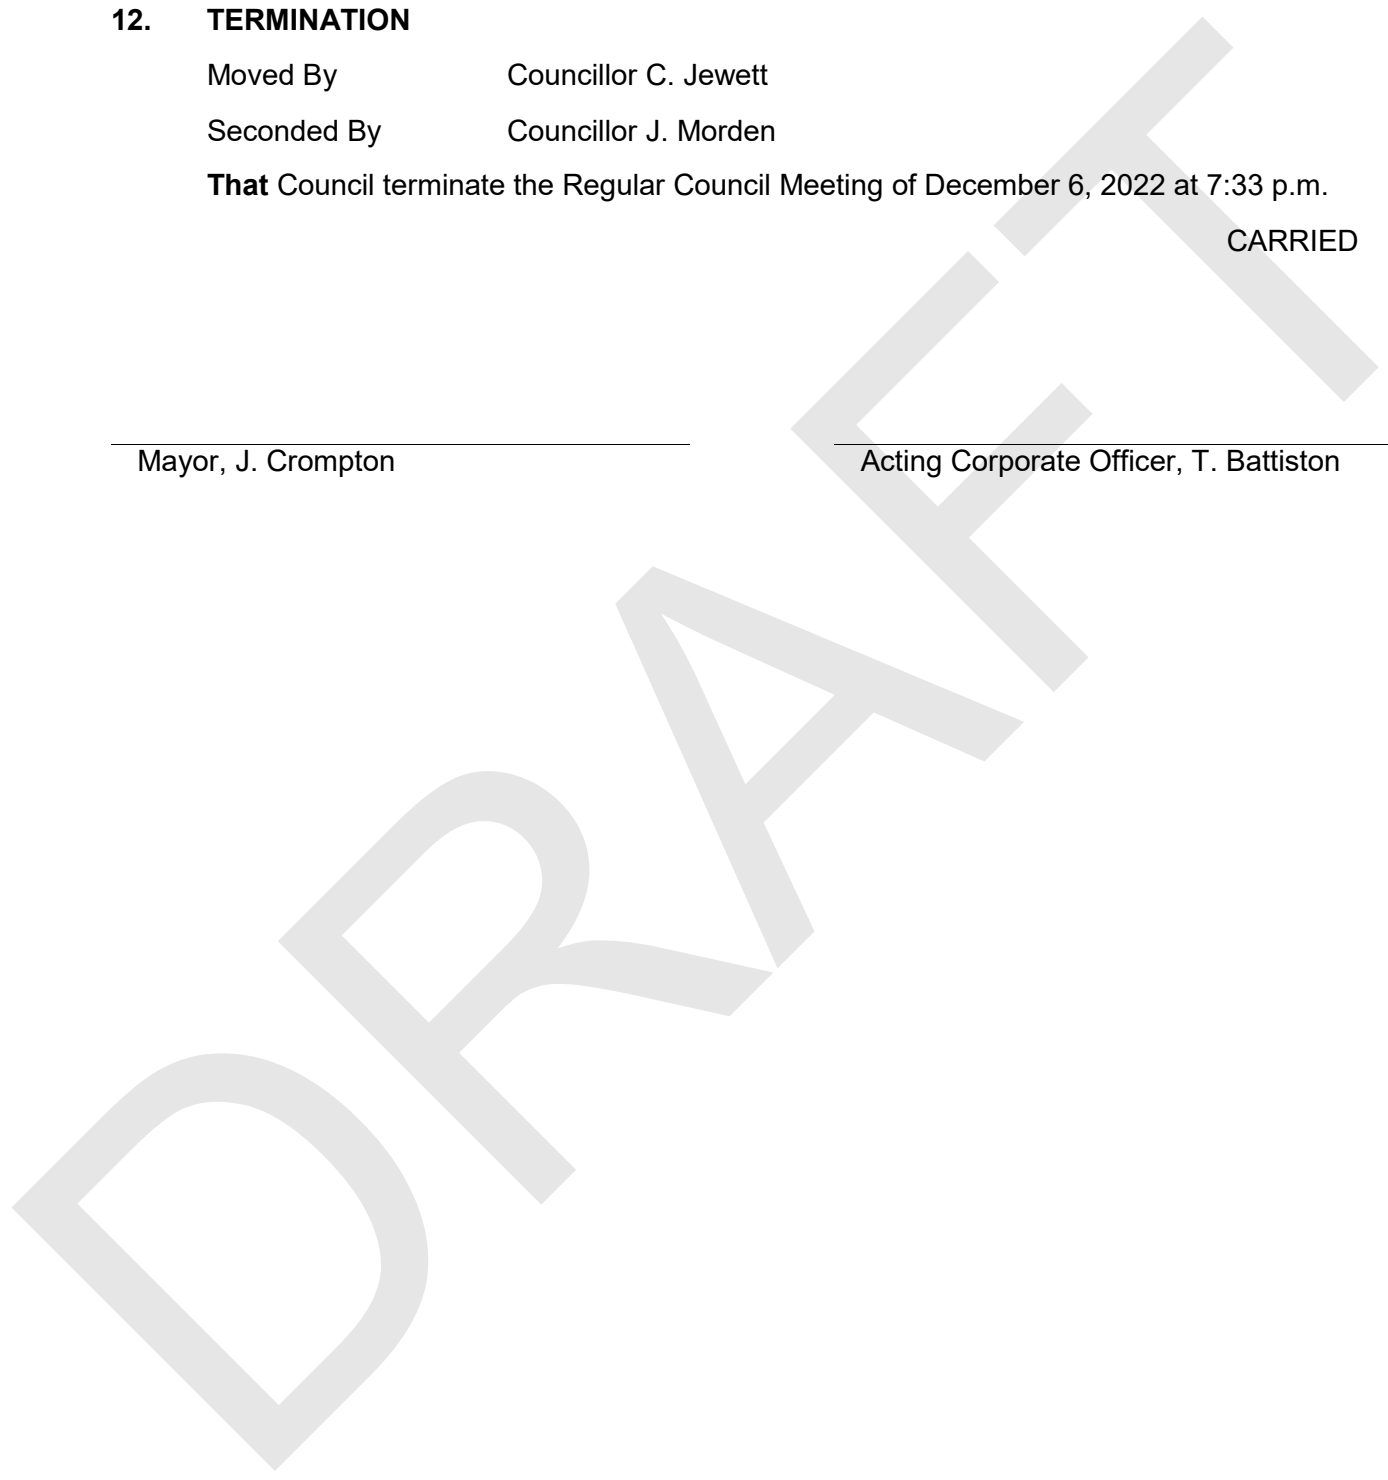 12. TERMINATION
Moved By Councillor C. Jewett
Seconded By Councillor J. Morden
That Council terminate the Regular Council Meeting of December 6, 2022 at 7:33 p.m.
CARRIED
Mayor, J. Crompton Acting Corporate Officer, T. Battiston
DRAFT